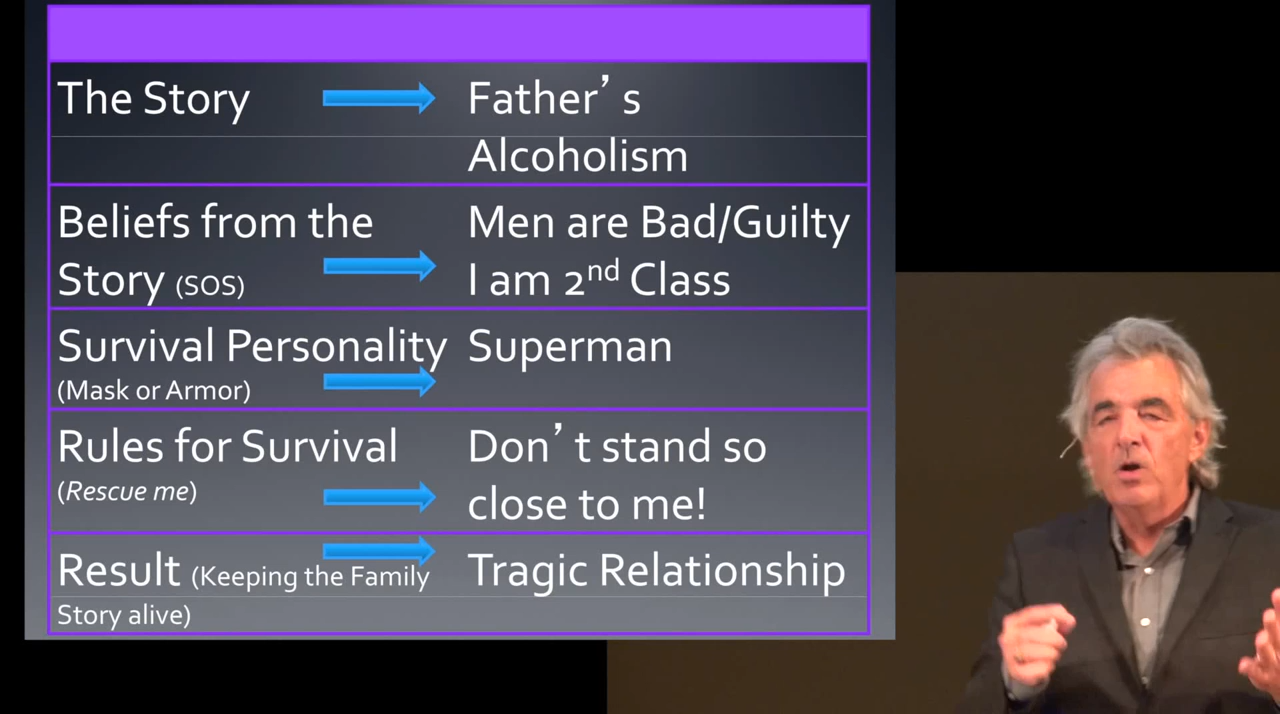 The Story Father's
Alcoholism
Beliefs from the Men are Bad/Guilty
Story (SOS) I am 2nd Class
Survival Personality Superman
(Mask or Armor)
Rules for Survival Don't stand so
(Rescue me) close to me!
Result (Keeping the Family Tragic Relationship
Story alive)